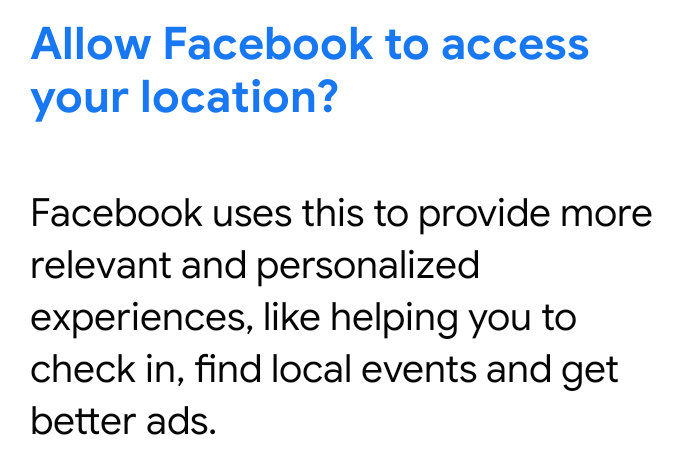 Allow Facebook to access
your location?
Facebook uses this to provide more
relevant and personalized
experiences, like helping you to
check in, find local events and get
better ads.